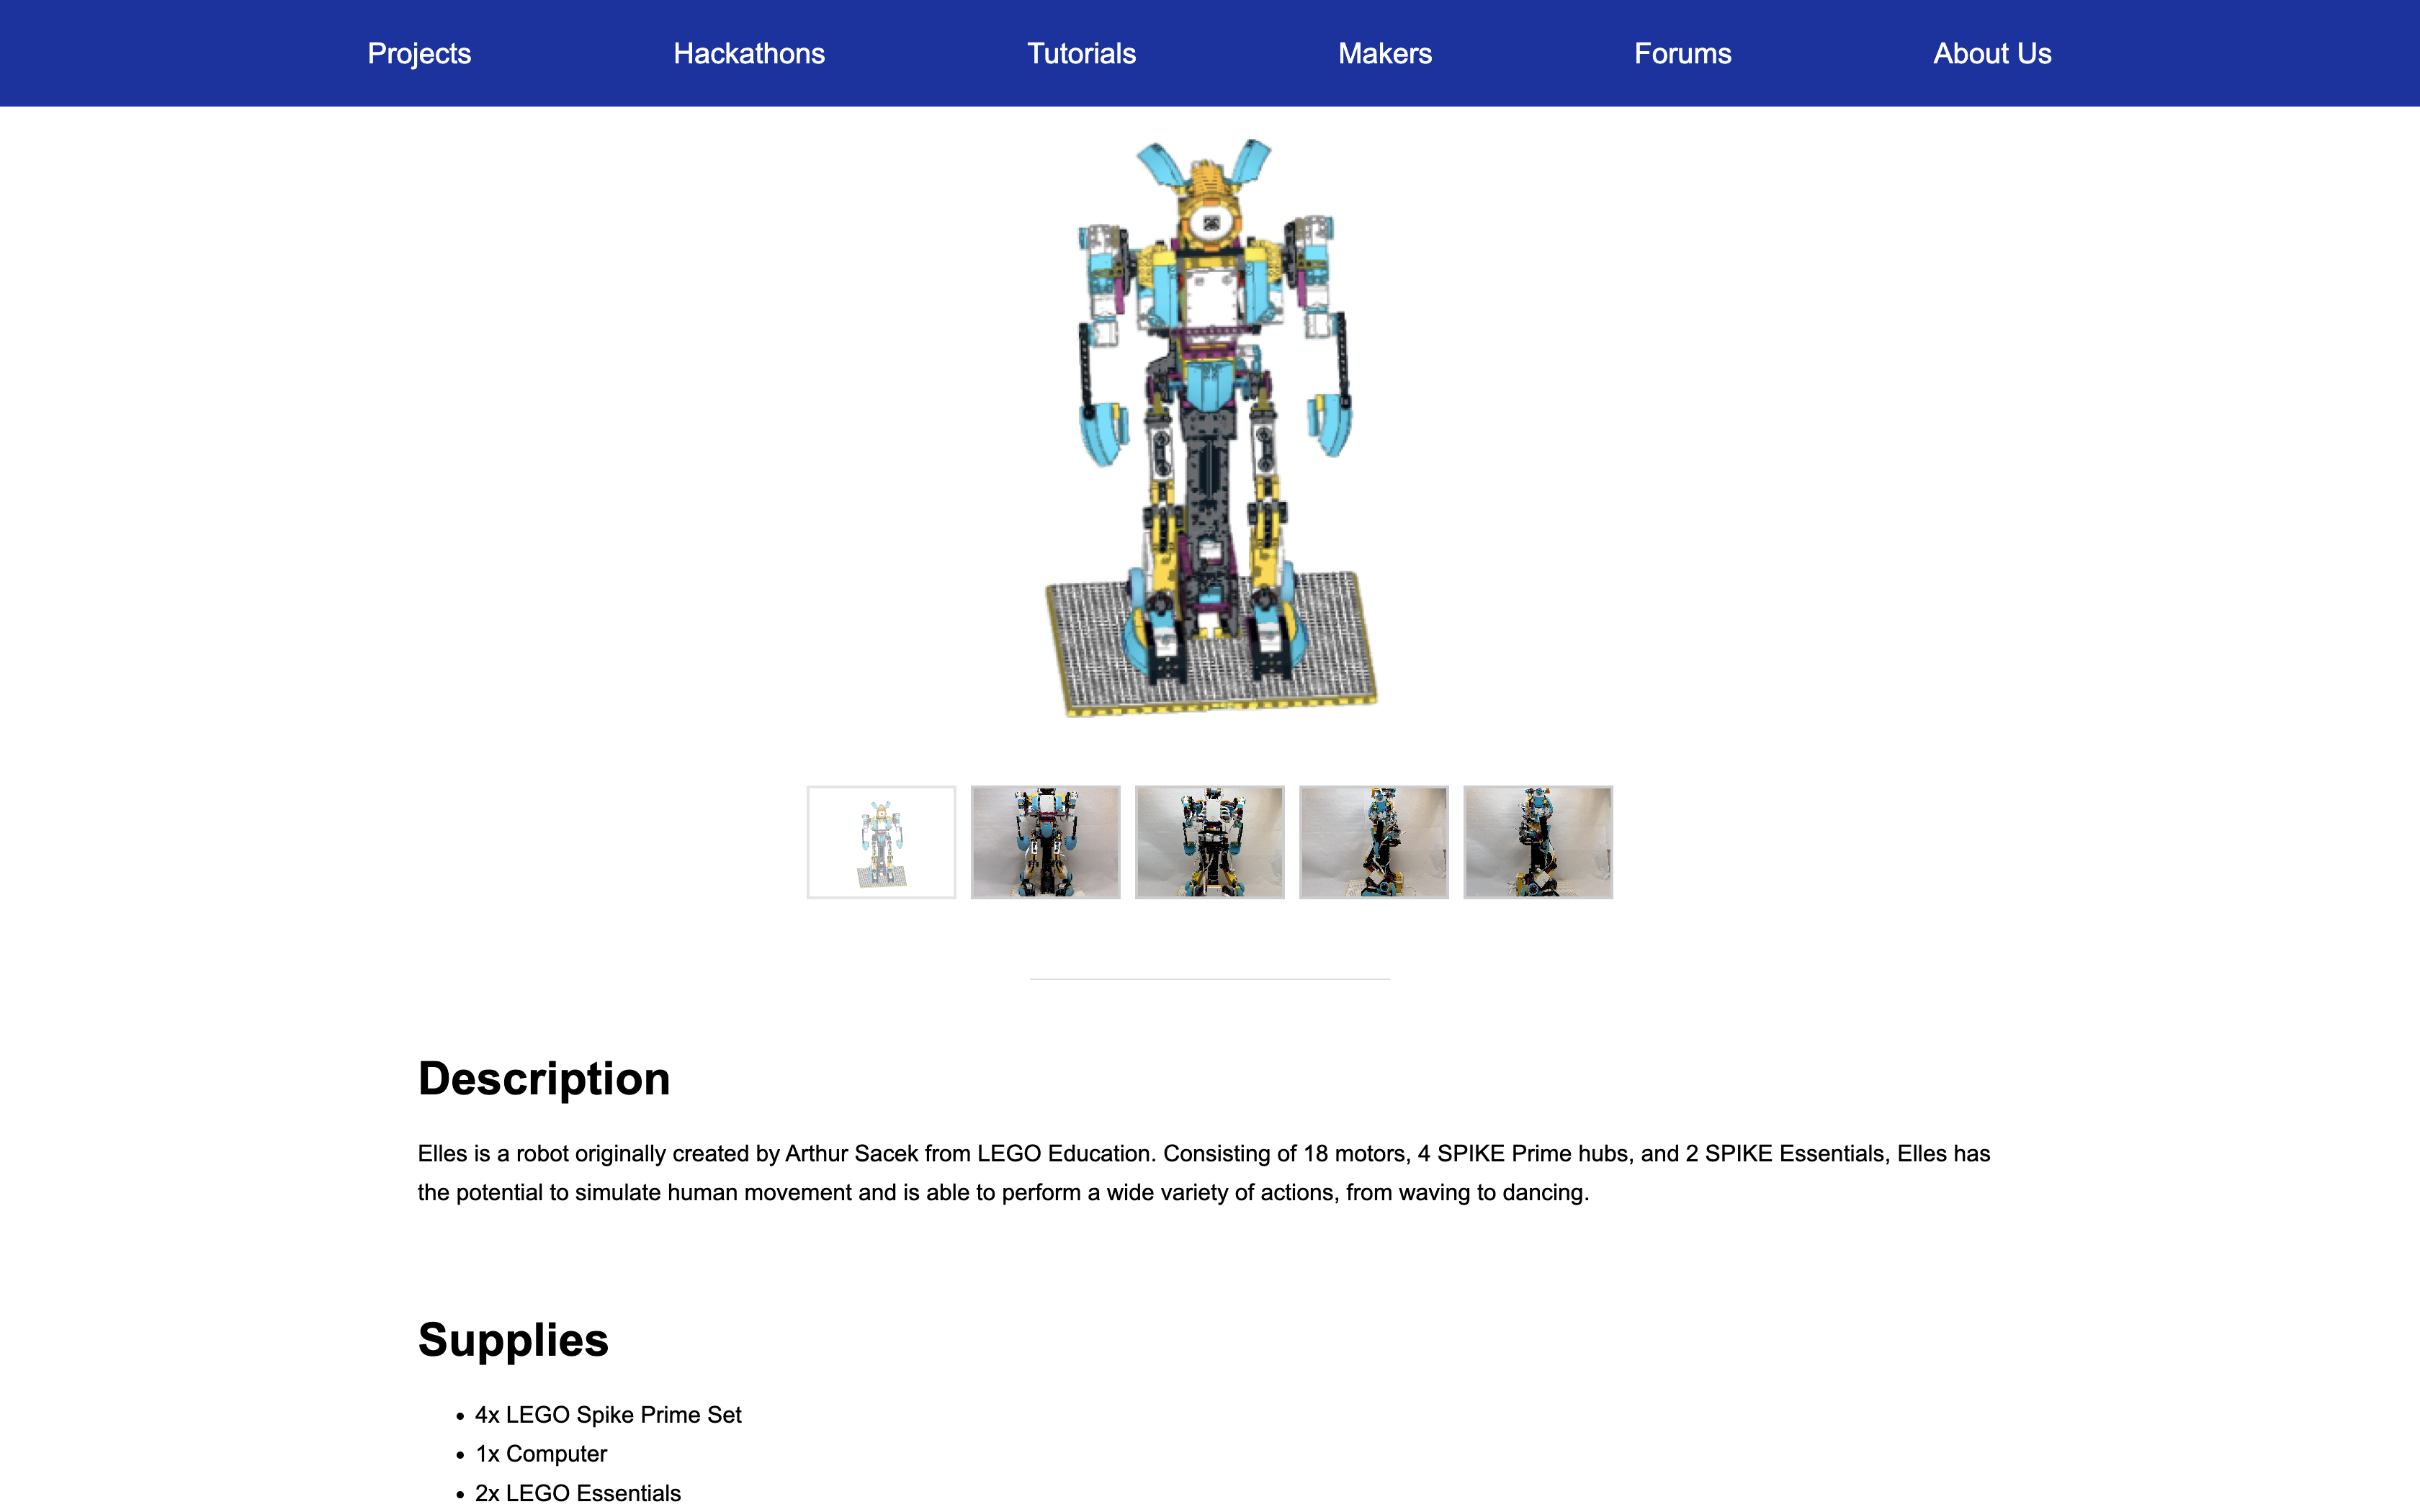 Projects Hackathons Tutorials Makers Forums About Us
Description
Elles is a robot originally created by Arthur Sacek from LEGO Education. Consisting of 18 motors, 4 SPIKE Prime hubs, and 2 SPIKE Essentials, Elles has
the potential to simulate human movement and is able to perform a wide variety of actions, from waving to dancing.
Supplies
• 4x LEGO Spike Prime Set
• 1x Computer
• 2x LEGO Essentials